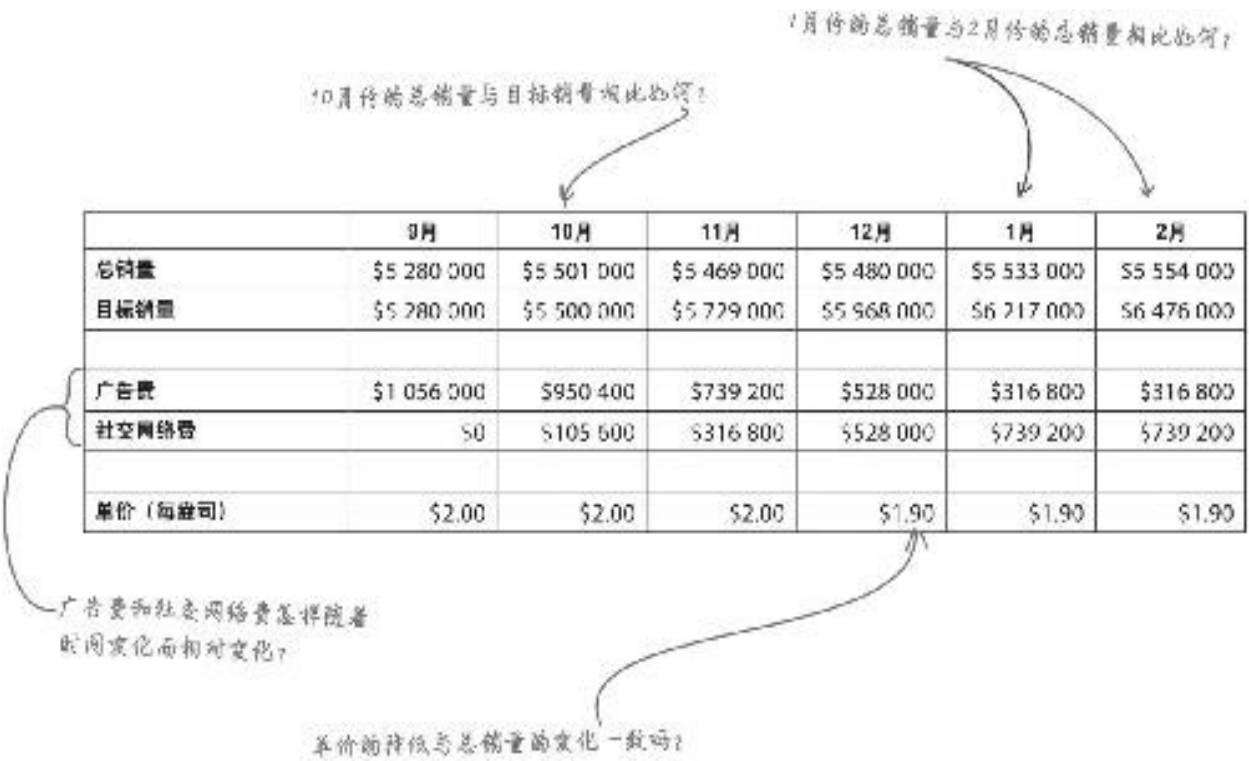 1月份的总销量与2月份的总销量相比如何?
10月份的总销量与目标销量相比如何?
9月 10月 11月 12月 1月 2月
总销量 $5 280 000 $5 501 000 $5 469 000 $5 480 000 $5 533 000 $5 554 000
目标销量 $5 280 000 $5 500 000 $5 729 000 $5 968 000 $6 217 000 $6 476 000
广告费 $1 056 000 $950 400 $739 200 $528 000 $316 800 $316 800
社交网络费 $0 $105 600 $316 800 $528 000 $739 200 $739 200
单价(每盎司) $2.00 $2.00 $2.00 $1.90 $1.90 $1.90
广告费和社交网络费怎样随着
时间变化而相对变化?
单价的降低与总销量的变化一致吗?